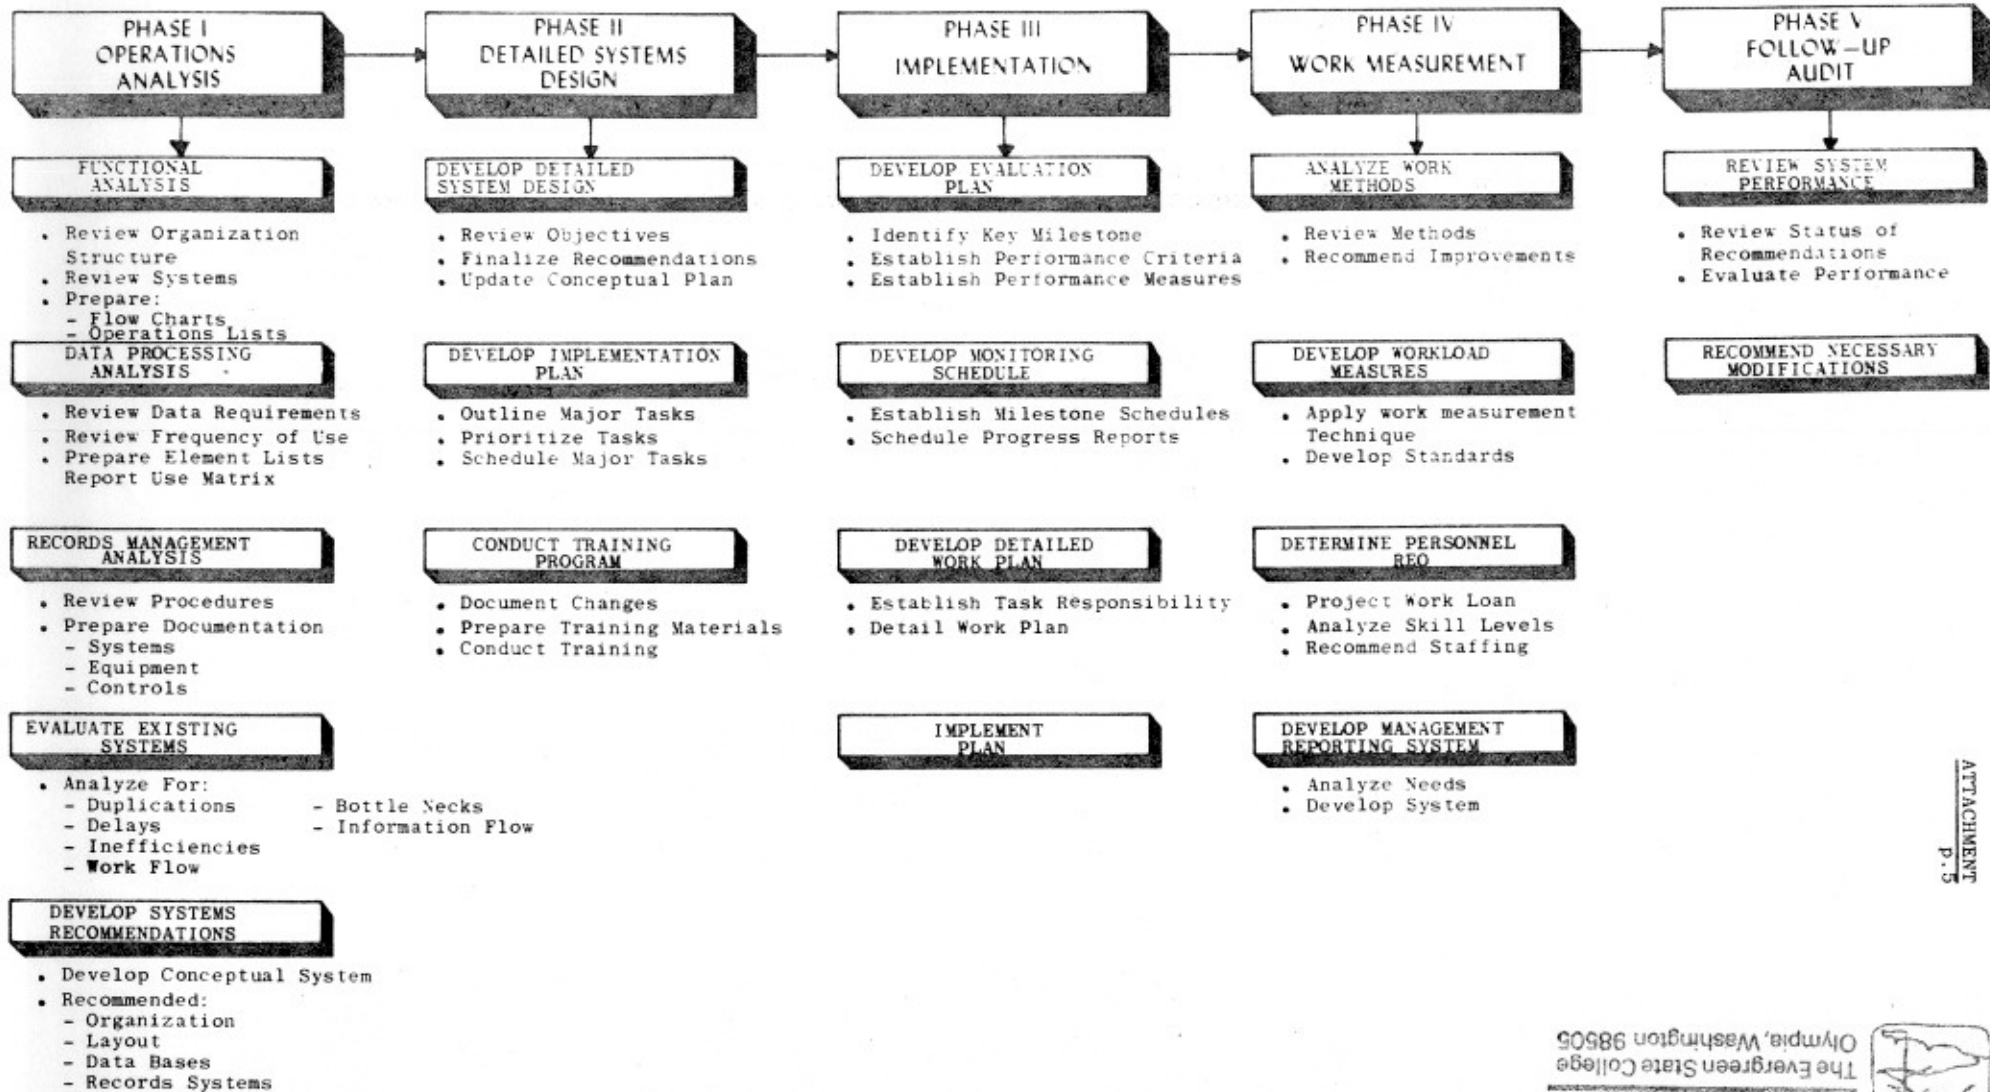 PHASE I
OPERATIONS
ANALYSIS
FUNCTIONAL
ANALYSIS
• Review Organization
Structure
• Review Systems
• Prepare:
- Flow Charts
- Operations Lists
DATA PROCESSING
ANALYSIS
• Review Data Requirements
• Review Frequency of Use
• Prepare Element Lists
Report Use Matrix
RECORDS MANAGEMENT
ANALYSIS
• Review Procedures
• Prepare Documentation
- Systems
- Equipment
- Controls
EVALUATE EXISTING
SYSTEMS
• Analyze For:
- Duplications
- Delays
- Inefficiencies
- Work Flow
- Bottle Necks
- Information Flow
DEVELOP SYSTEMS
RECOMMENDATIONS
• Develop Conceptual System
• Recommended:
- Organization
- Layout
- Data Bases
- Records Systems
PHASE II
DETAILED SYSTEMS
DESIGN
DEVELOP DETAILED
SYSTEM DESIGN
• Review Objectives
• Finalize Recommendations
• Update Conceptual Plan
DEVELOP IMPLEMENTATION
PLAN
• Outline Major Tasks
• Prioritize Tasks
• Schedule Major Tasks
CONDUCT TRAINING
PROGRAM
• Document Changes
• Prepare Training Materials
• Conduct Training
PHASE III
IMPLEMENTATION
DEVELOP EVALUATION
PLAN
• Identify Key Milestone
• Establish Performance Criteria
• Establish Performance Measures
DEVELOP MONITORING
SCHEDULE
• Establish Milestone Schedules
• Schedule Progress Reports
DEVELOP DETAILED
WORK PLAN
• Establish Task Responsibility
• Detail Work Plan
IMPLEMENT
PLAN
PHASE IV
WORK MEASUREMENT
ANALYZE WORK
METHODS
• Review Methods
• Recommend Improvements
DEVELOP WORKLOAD
MEASURES
• Apply work measurement
Technique
• Develop Standards
DETERMINE PERSONNEL
REQ
• Project Work Loan
• Analyze Skill Levels
• Recommend Staffing
DEVELOP MANAGEMENT
REPORTING SYSTEM
• Analyze Needs
• Develop System
PHASE V
FOLLOW-UP
AUDIT
REVIEW SYSTEM
PERFORMANCE
• Review Status of
Recommendations
• Evaluate Performance
RECOMMEND NECESSARY
MODIFICATIONS
ATTACHMENT
p.5
The Evergreen State College
Olympia, Washington 98505